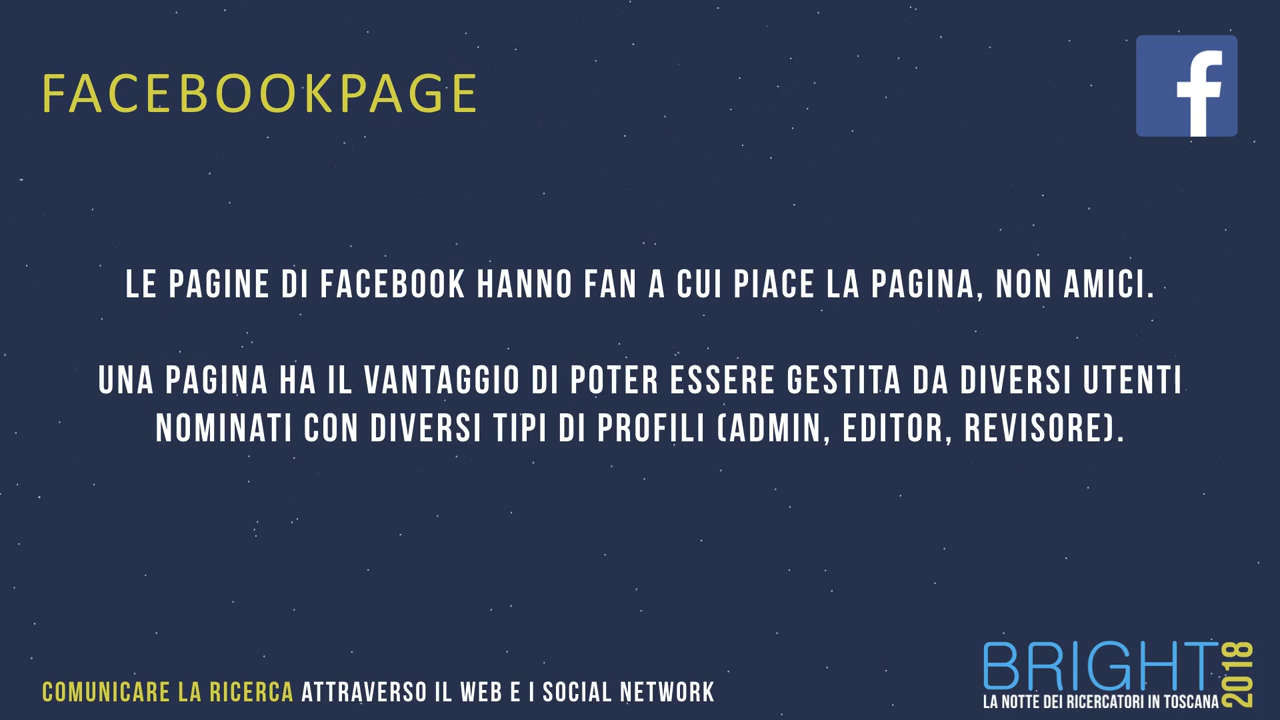 FACEBOOKPAGE
f
LE PAGINE DI FACEBOOK HANNO FAN A CUI PIACE LA PAGINA, NON AMICI.
UNA PAGINA HA IL VANTAGGIO DI POTER ESSERE GESTITA DA DIVERSI UTENTI
NOMINATI CON DIVERSI TIPI DI PROFILI (ADMIN, EDITOR, REVISORE).
COMUNICARE LA RICERCA ATTRAVERSO IL WEB E I SOCIAL NETWORK
BRIGHT 2018
LA NOTTE DEI RICERCATORI IN TOSCANA